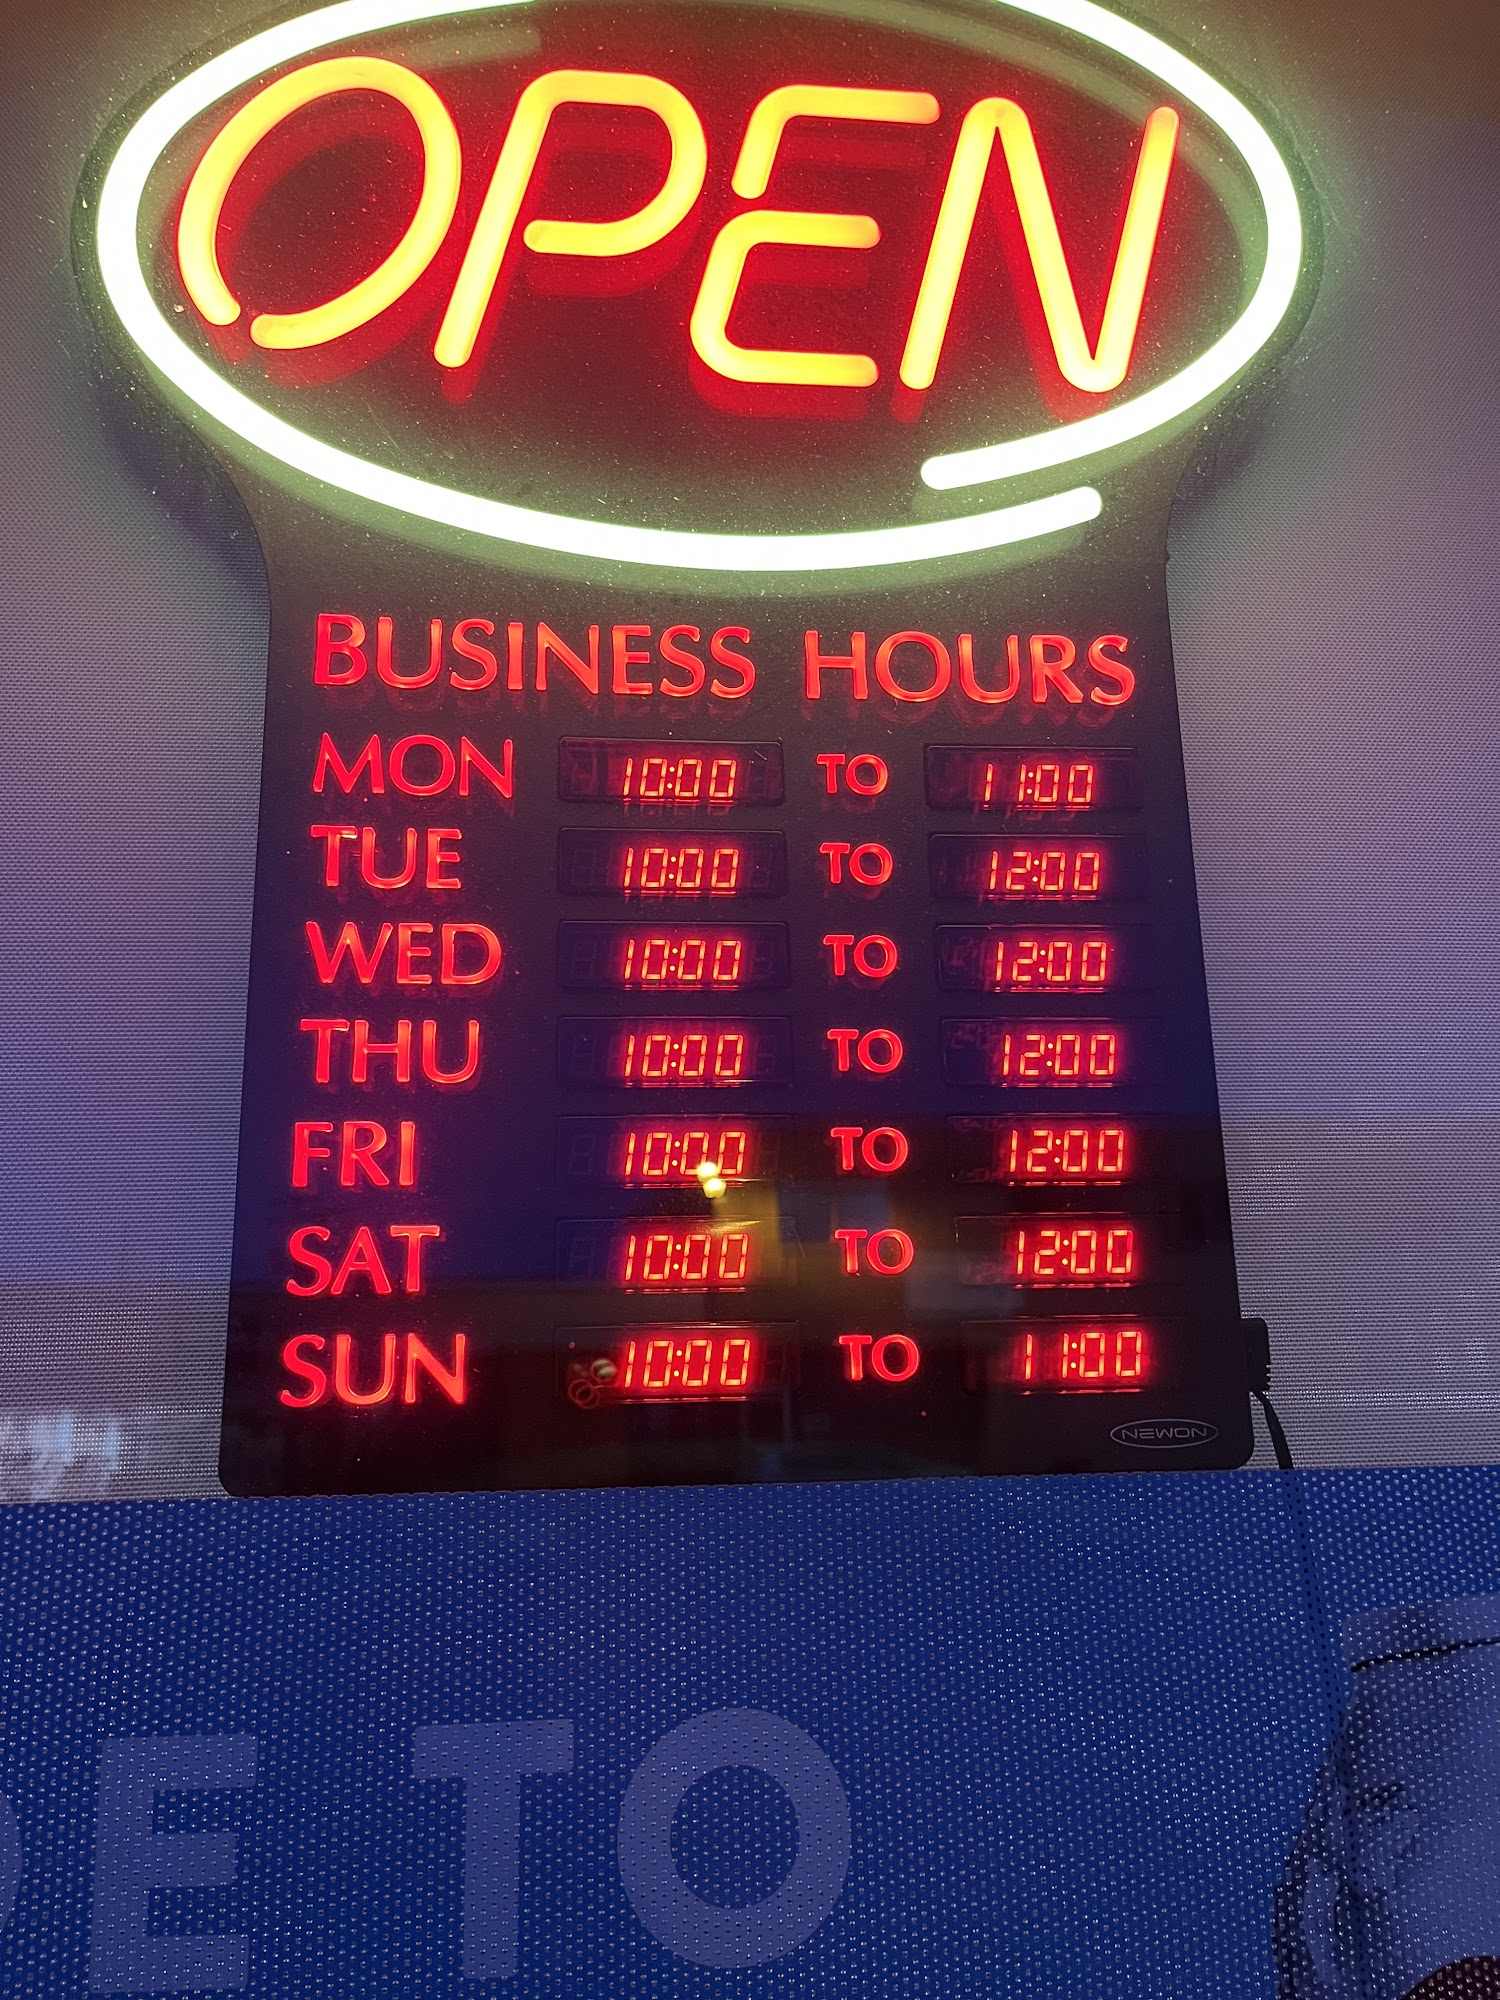 OPEN
BUSINESS HOURS
MON 10:00 TO 11:00
TUE 10:00 TO 12:00
WED 10:00 TO 12:00
THU 10:00 TO 12:00
FRI 10:00 TO 12:00
SAT 10:00 TO 12:00
SUN 10:00 TO 11:00
NEWON
TO